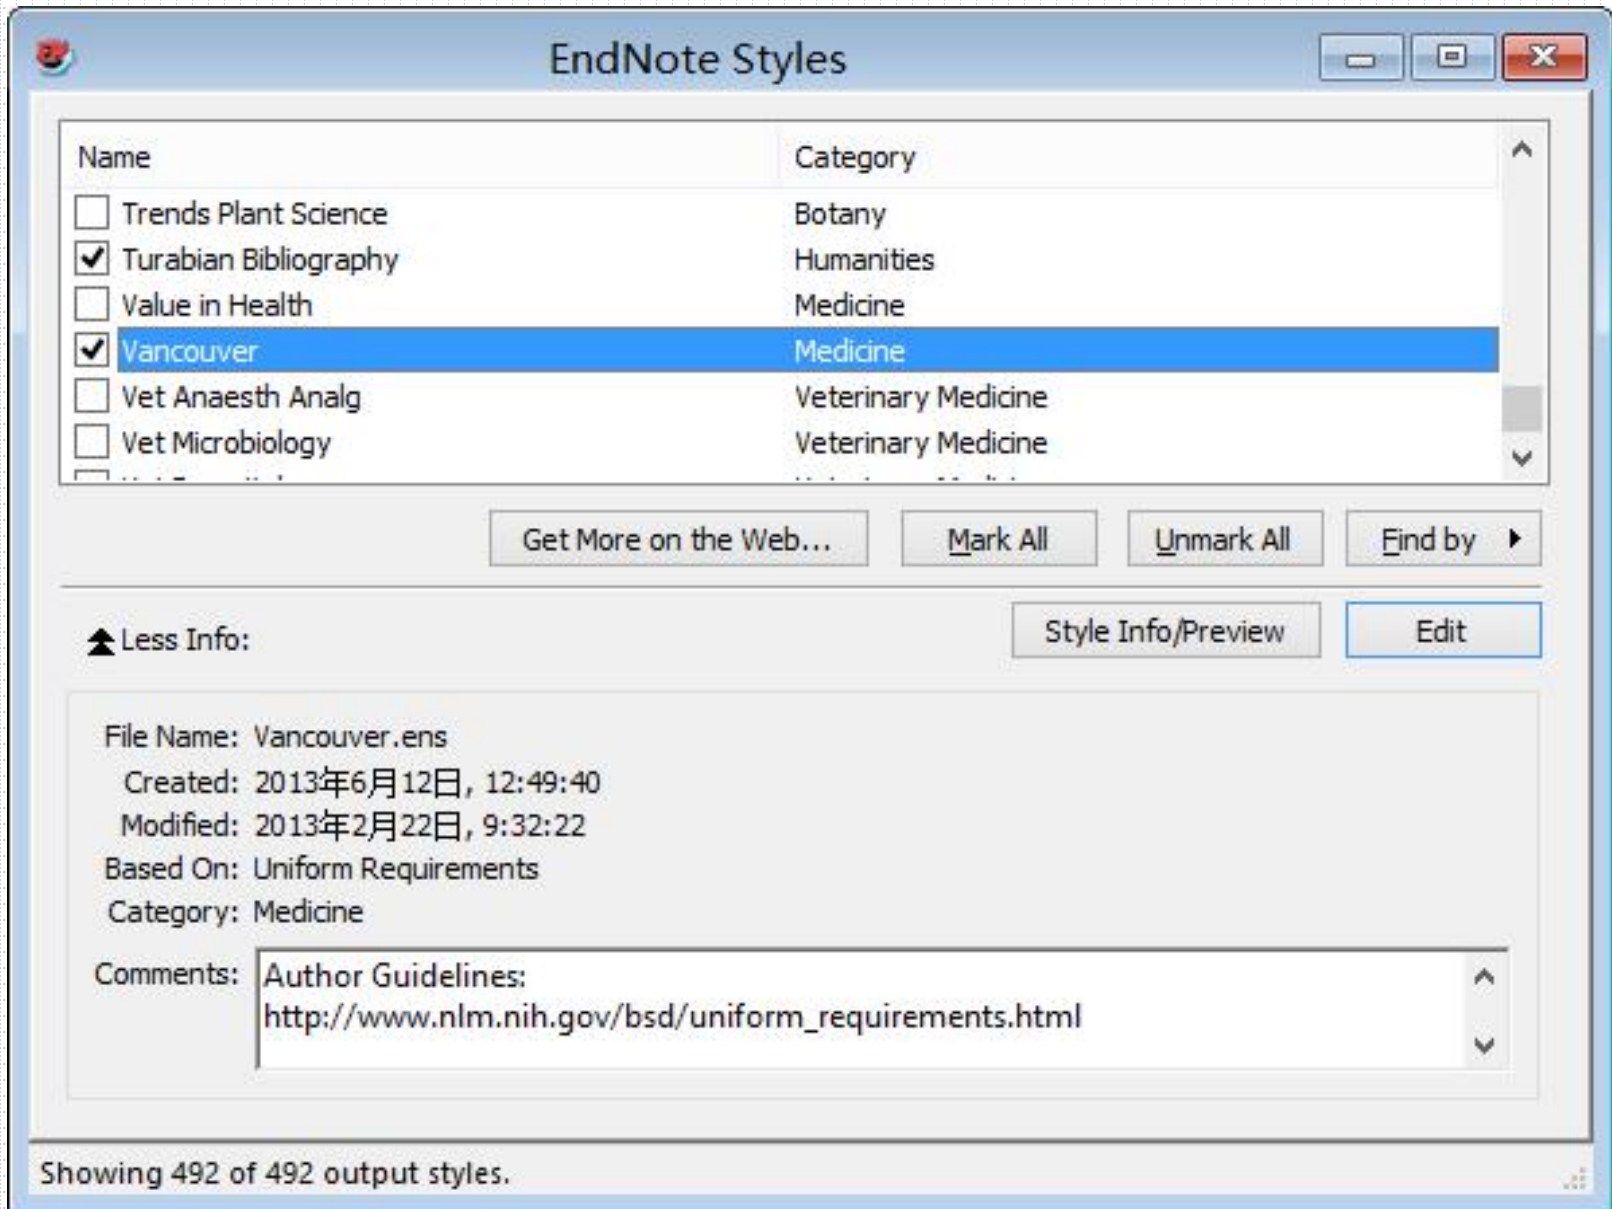 EndNote Styles
Name Category
Trends Plant Science Botany
Turabian Bibliography Humanities
Value in Health Medicine
Vancouver Medicine
Vet Anaesth Analg Veterinary Medicine
Vet Microbiology Veterinary Medicine
Get More on the Web... Mark All Unmark All Find by
Less Info: Style Info/Preview Edit
File Name: Vancouver.ens
Created: 2013年6月12日, 12:49:40
Modified: 2013年2月22日, 9:32:22
Based On: Uniform Requirements
Category: Medicine
Comments: Author Guidelines:
http://www.nlm.nih.gov/bsd/uniform_requirements.html
Showing 492 of 492 output styles.